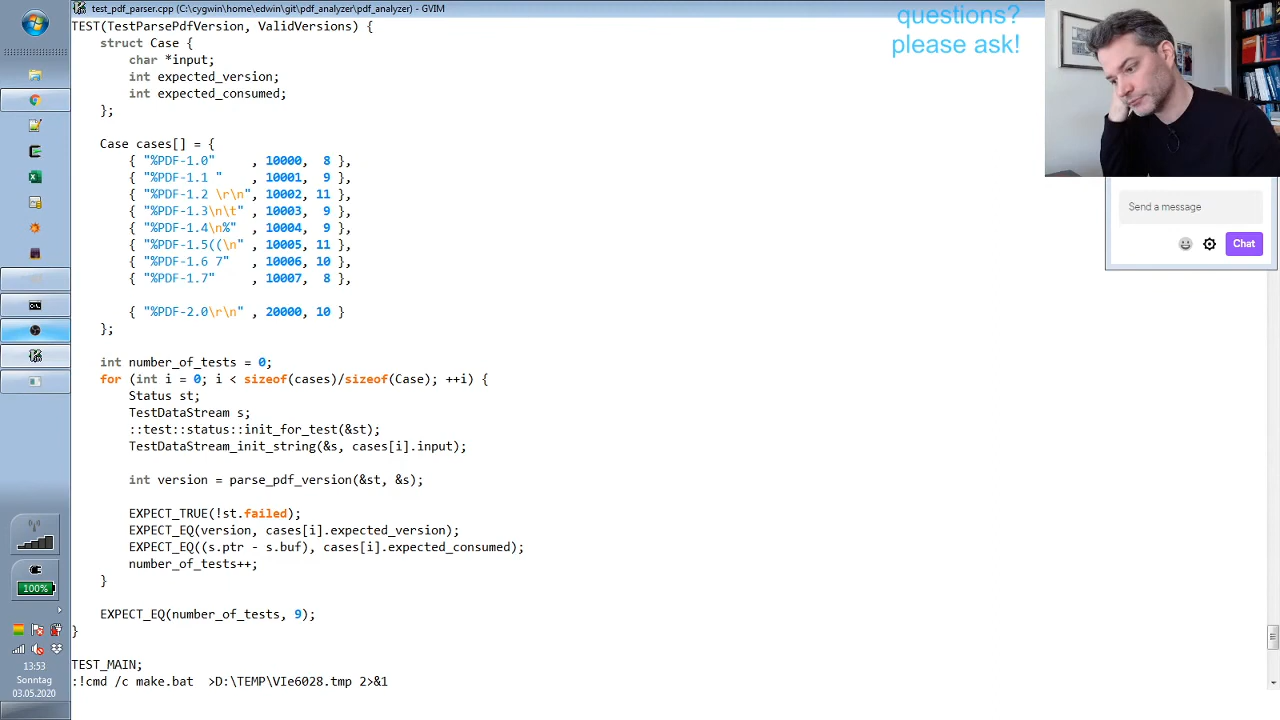 test_pdf_parser.cpp (C:\cygwin\home\edwin\git\pdf_analyzer\pdf_analyzer) - GVIM
TEST(TestParsePdfVersion, ValidVersions) {
    struct Case {
        char *input;
        int expected_version;
        int expected_consumed;
    };

    Case cases[] = {
        { "%PDF-1.0"     , 10000,  8 },
        { "%PDF-1.1 "    , 10001,  9 },
        { "%PDF-1.2 \r\n", 10002, 11 },
        { "%PDF-1.3\n\t" , 10003,  9 },
        { "%PDF-1.4\n%"  , 10004,  9 },
        { "%PDF-1.5((\n" , 10005, 11 },
        { "%PDF-1.6 7"   , 10006, 10 },
        { "%PDF-1.7"     , 10007,  8 },

        { "%PDF-2.0\r\n" , 20000, 10 }
    };

    int number_of_tests = 0;
    for (int i = 0; i < sizeof(cases)/sizeof(Case); ++i) {
        Status st;
        TestDataStream s;
        ::test::status::init_for_test(&st);
        TestDataStream_init_string(&s, cases[i].input);

        int version = parse_pdf_version(&st, &s);

        EXPECT_TRUE(!st.failed);
        EXPECT_EQ(version, cases[i].expected_version);
        EXPECT_EQ((s.ptr - s.buf), cases[i].expected_consumed);
        number_of_tests++;
    }

    EXPECT_EQ(number_of_tests, 9);
}

TEST_MAIN;
:!cmd /c make.bat  >D:\TEMP\VIe6028.tmp 2>&1
questions?
please ask!
Send a message
Chat
100%
13:53
Sonntag
03.05.2020